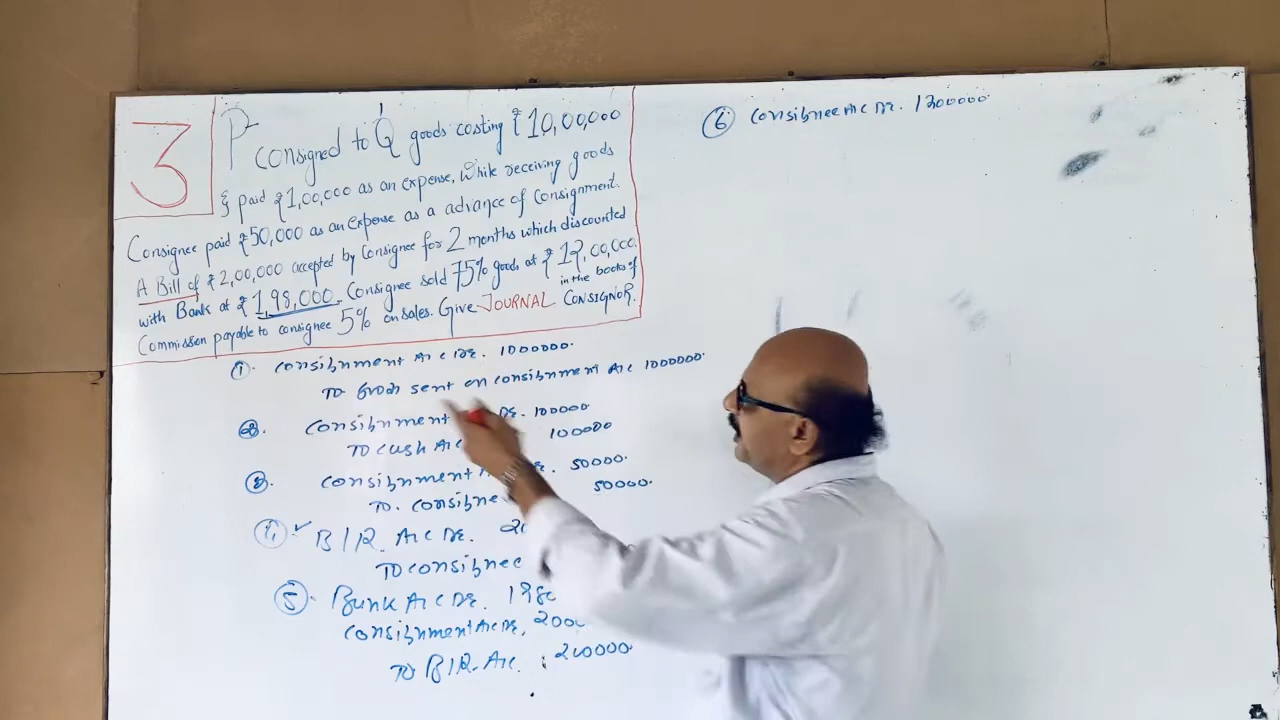 3
P consigned to Q goods costing ₹10,00,000
& paid ₹1,00,000 as an expense, while receiving goods
Consignee paid ₹50,000 as an Expense as a advance of Consignment.
A Bill of ₹2,00,000 accepted by Consignee for 2 months which discounted
with Bank at ₹1,98,000. Consignee sold 75% goods at ₹12,00,000.
Commission payable to consignee 5% on sales. Give JOURNAL in the books of CONSIGNOR.
①. Consignment A/c Dr. 1000000.
To Goods sent on consignment A/c 1000000.
②. Consignment Dr. 100000
To Cash A/c 100000
③. Consignment Dr. 50000.
To. Consignee 50000.
④ ✓ B/R. A/c Dr.
To consignee
⑤. Bank A/c Dr.
Consignment A/c Dr.
To B/R A/c. 200000.
⑥ Consignee A/c Dr. 1200000